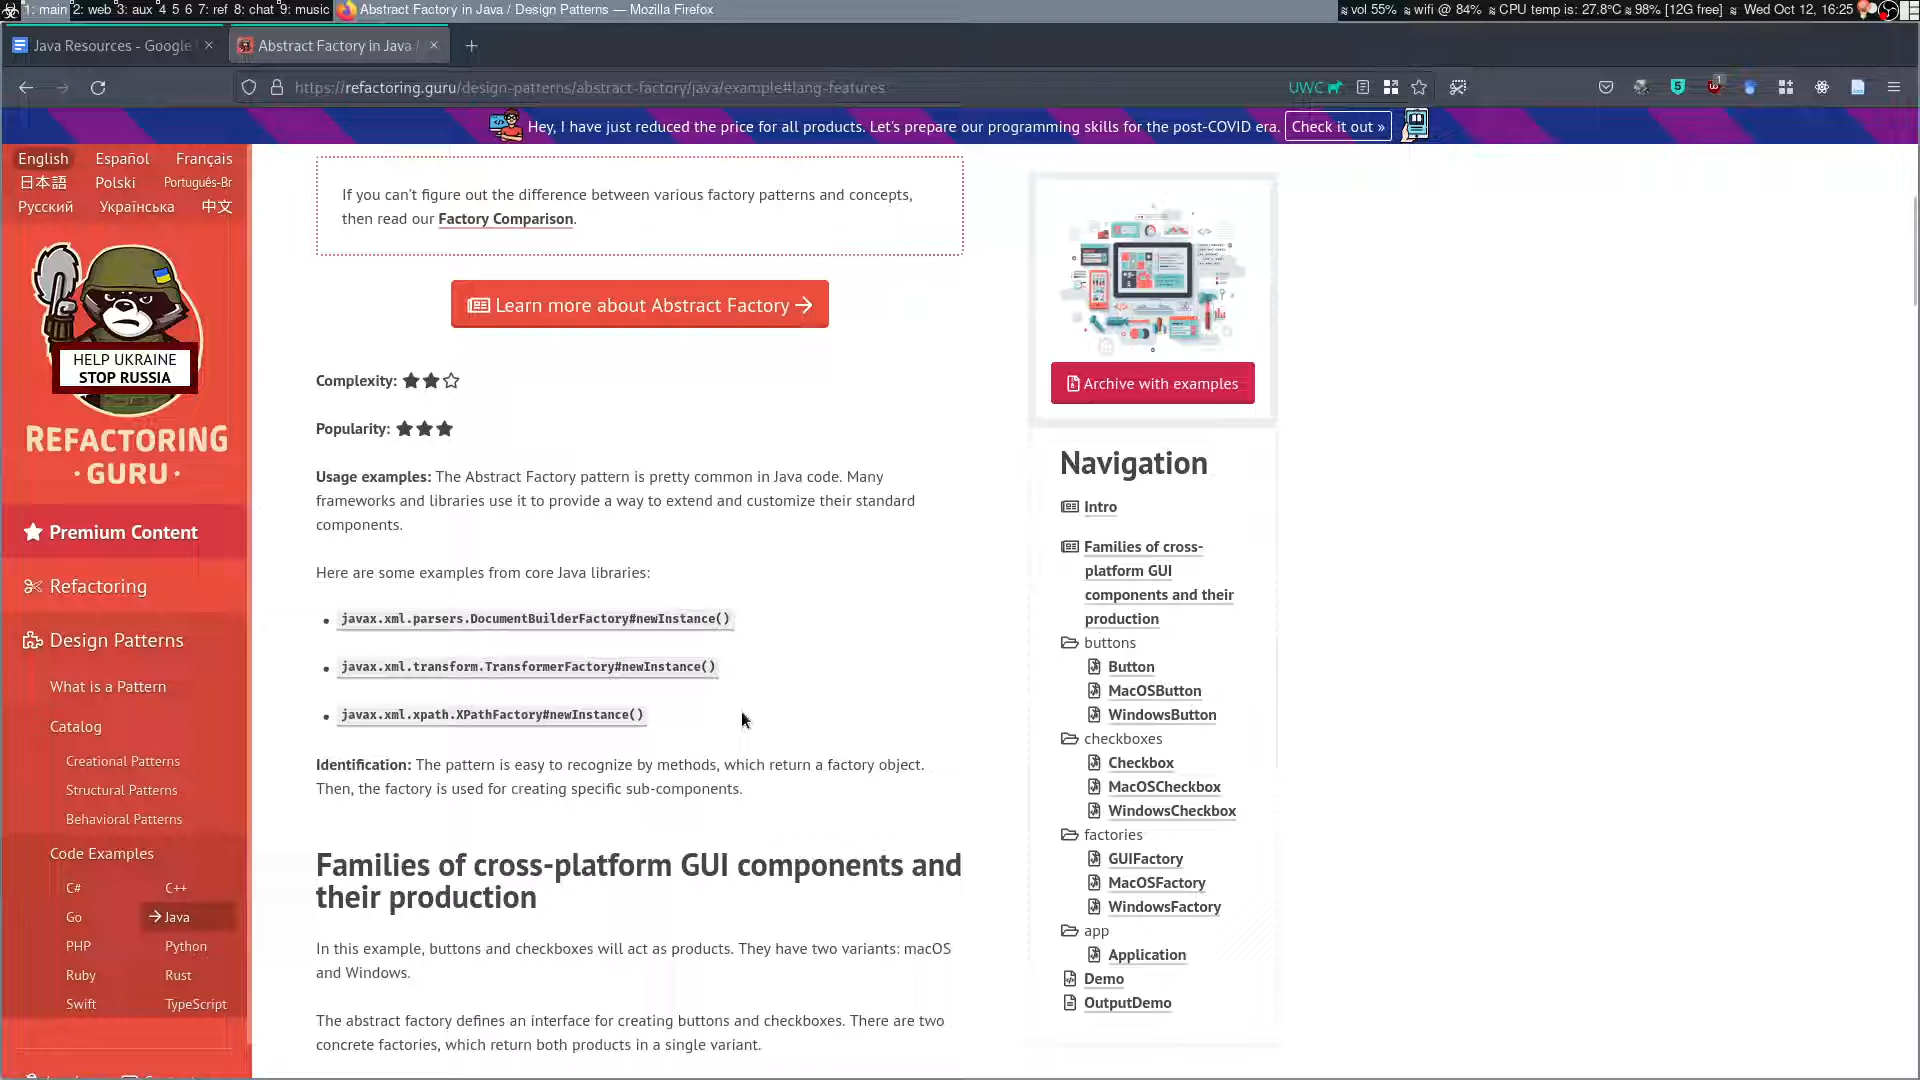 1: main 2: web 3: aux 4 5 6 7: ref 8: chat 9: music
Abstract Factory in Java / Design Patterns — Mozilla Firefox
vol 55% wifi @ 84% CPU temp is: 27,8°C 98% [12G free] Wed Oct 12, 16:25
Java Resources - Google
Abstract Factory in Java /
https://refactoring.guru/design-patterns/abstract-factory/java/example#lang-features
UWC
5
1
Hey, I have just reduced the price for all products. Let's prepare our programming skills for the post-COVID era. Check it out »
English Español Français
日本語 Polski Português-Br
Русский Українська 中文
HELP UKRAINE
STOP RUSSIA
REFACTORING
· GURU ·
Premium Content
Refactoring
Design Patterns
What is a Pattern
Catalog
Creational Patterns
Structural Patterns
Behavioral Patterns
Code Examples
C# C++
Go Java
PHP Python
Ruby Rust
Swift TypeScript
If you can't figure out the difference between various factory patterns and concepts,
then read our Factory Comparison.
Learn more about Abstract Factory
Complexity:
Popularity:
Usage examples: The Abstract Factory pattern is pretty common in Java code. Many
frameworks and libraries use it to provide a way to extend and customize their standard
components.
Here are some examples from core Java libraries:
javax.xml.parsers.DocumentBuilderFactory#newInstance()
javax.xml.transform.TransformerFactory#newInstance()
javax.xml.xpath.XPathFactory#newInstance()
Identification: The pattern is easy to recognize by methods, which return a factory object.
Then, the factory is used for creating specific sub-components.
Families of cross-platform GUI components and
their production
In this example, buttons and checkboxes will act as products. They have two variants: macOS
and Windows.
The abstract factory defines an interface for creating buttons and checkboxes. There are two
concrete factories, which return both products in a single variant.
Archive with examples
Navigation
Intro
Families of cross-
platform GUI
components and their
production
buttons
Button
MacOSButton
WindowsButton
checkboxes
Checkbox
MacOSCheckbox
WindowsCheckbox
factories
GUIFactory
MacOSFactory
WindowsFactory
app
Application
Demo
OutputDemo